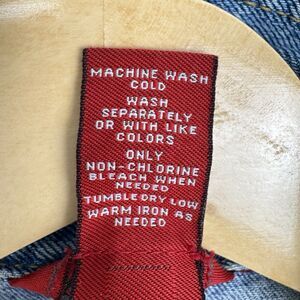 MACHINE WASH
COLD
WASH
SEPARATELY
OR WITH LIKE
COLORS
ONLY
NON-CHLORINE
BLEACH WHEN
NEEDED
TUMBLE DRY LOW
WARM IRON AS
NEEDED